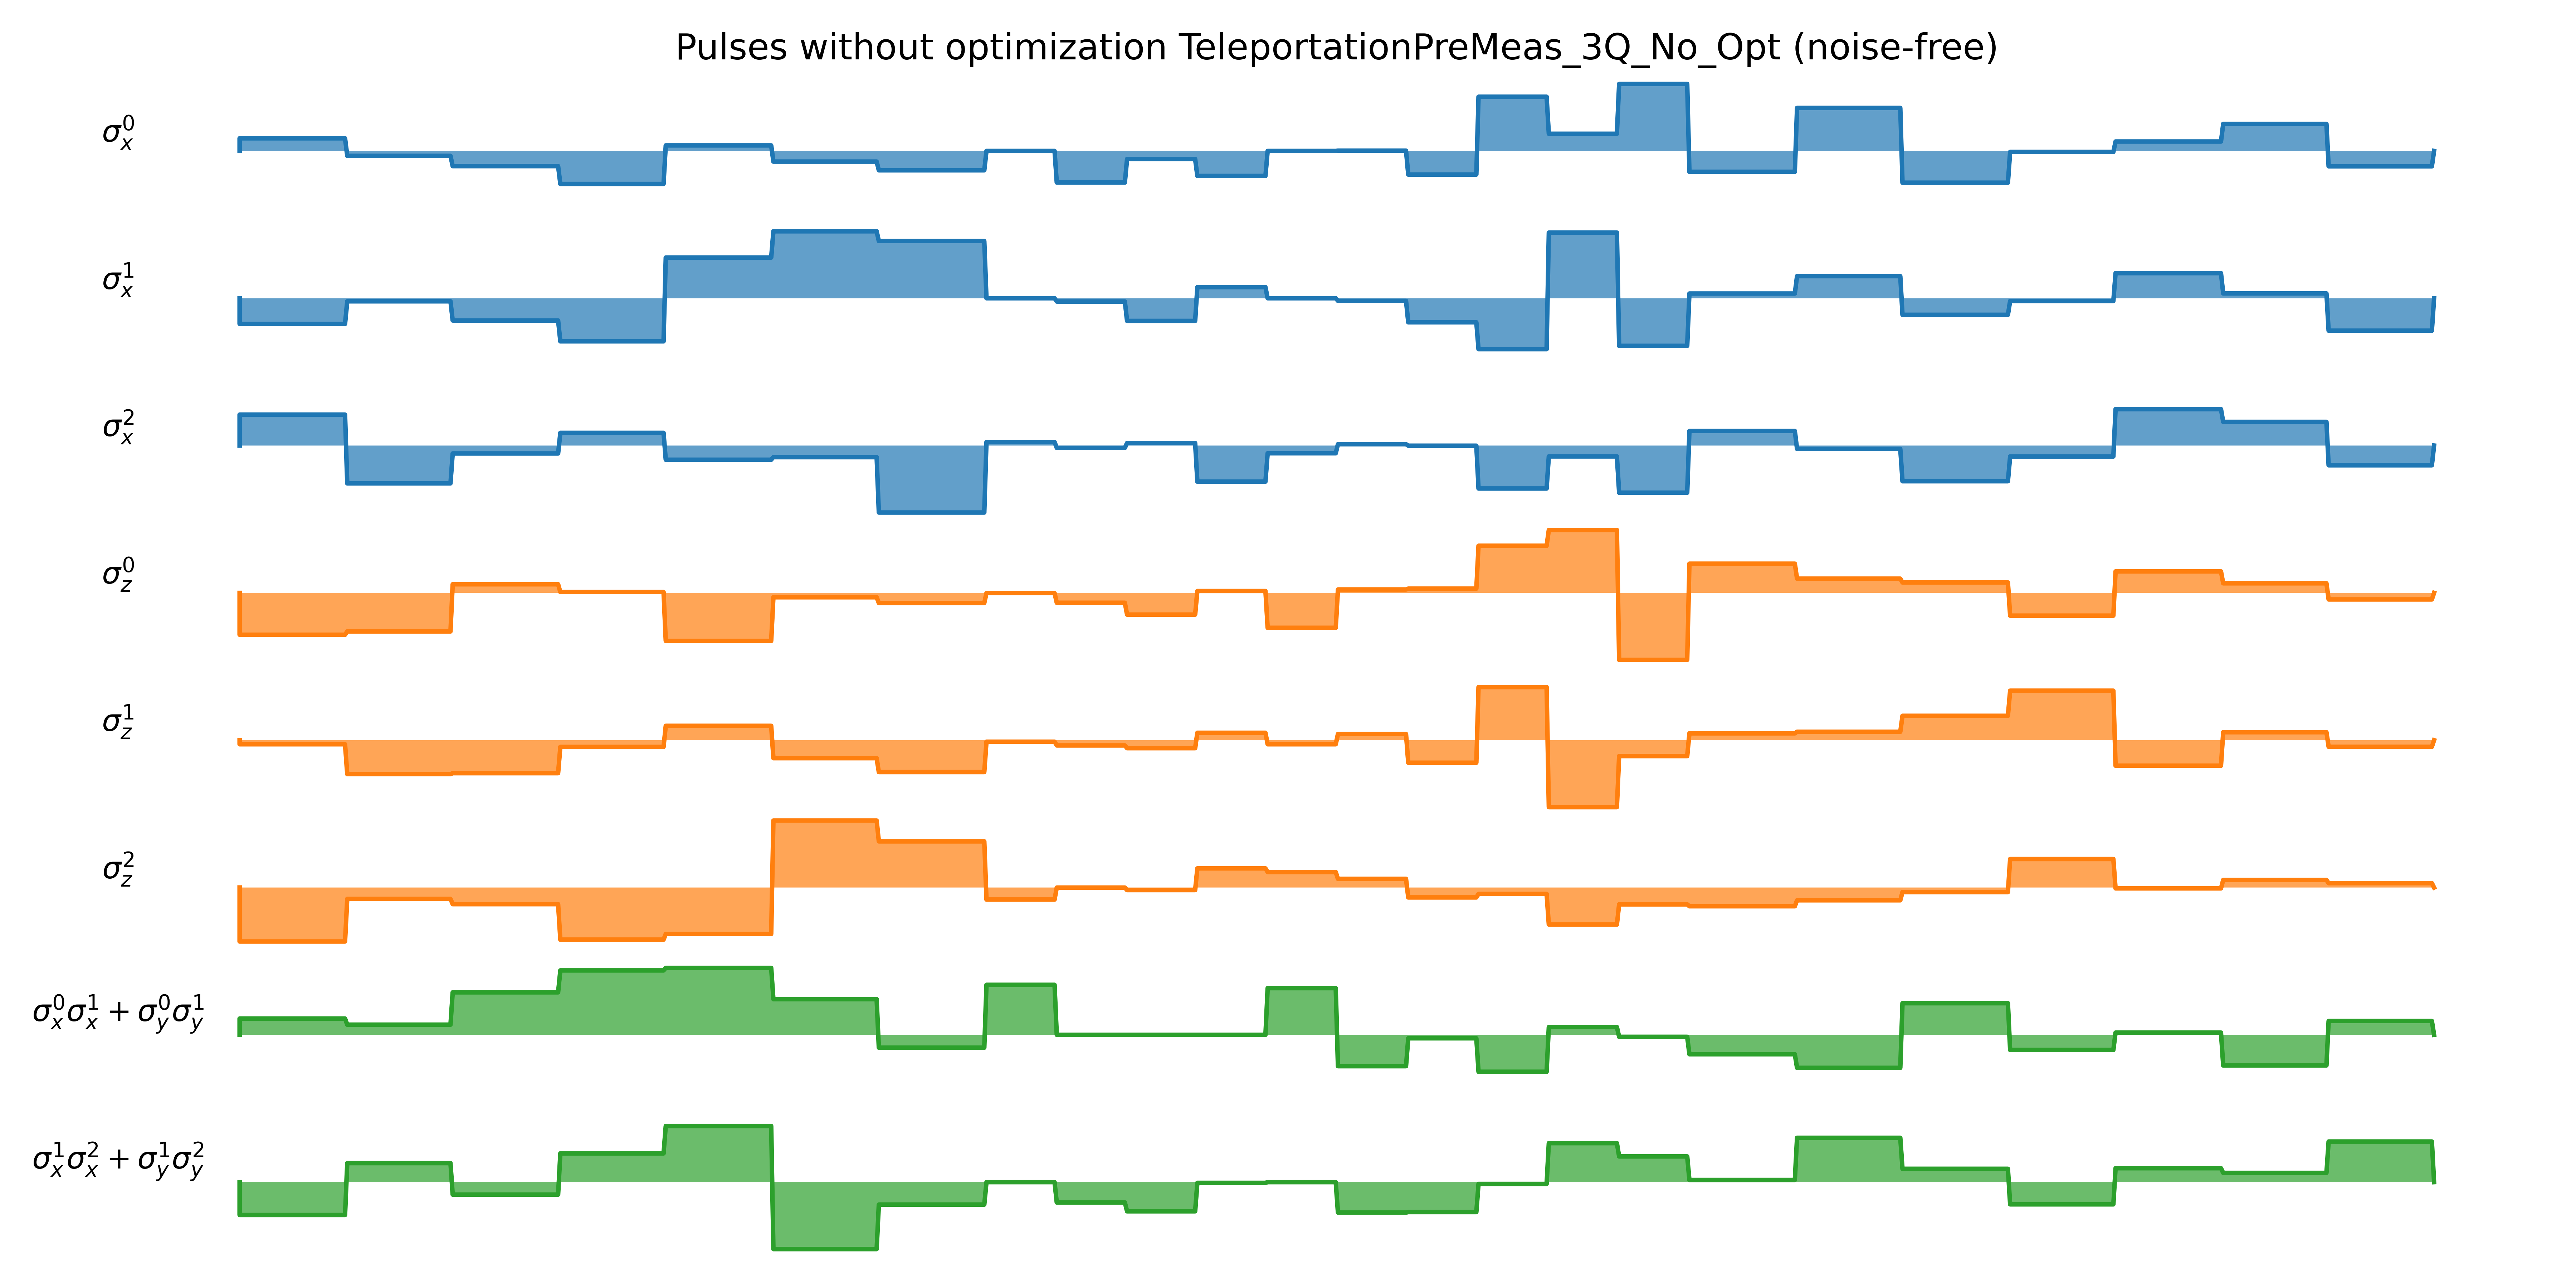 Pulses without optimization TeleportationPreMeas_3Q_No_Opt (noise-free)
σ_x^0
σ_x^1
σ_x^2
σ_z^0
σ_z^1
σ_z^2
σ_x^0σ_x^1 + σ_y^0σ_y^1
σ_x^1σ_x^2 + σ_y^1σ_y^2